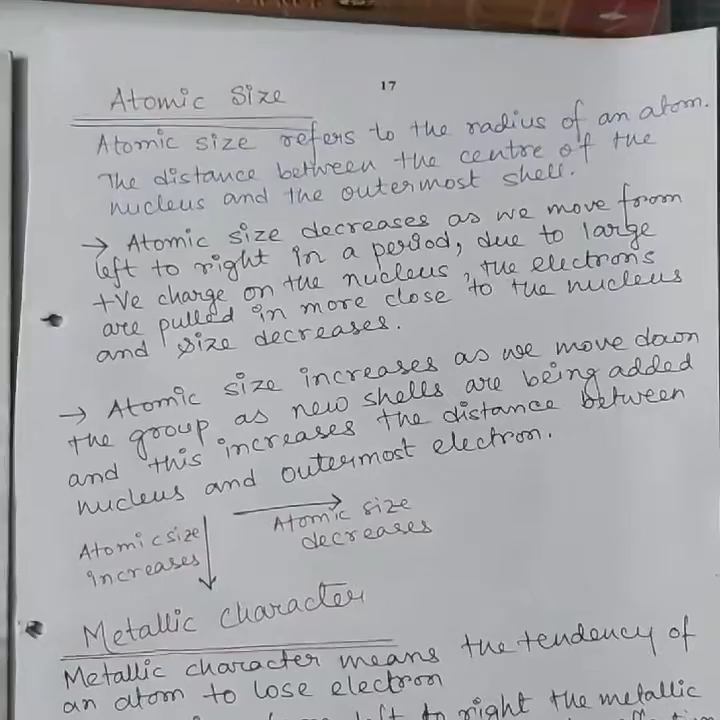 17
Atomic Size
Atomic size refers to the radius of an atom.
The distance between the centre of the
nucleus and the outermost shell.
→ Atomic size decreases as we move from
left to right in a period, due to large
+ve charge on the nucleus, the electrons
are pulled in more close to the nucleus
and size decreases.
→ Atomic size increases as we move down
the group as new shells are being added
and this increases the distance between
nucleus and outermost electron.
Atomic size
increases
Atomic size
decreases
Metallic character
Metallic character means the tendency of
an atom to lose electron
left to right the metallic